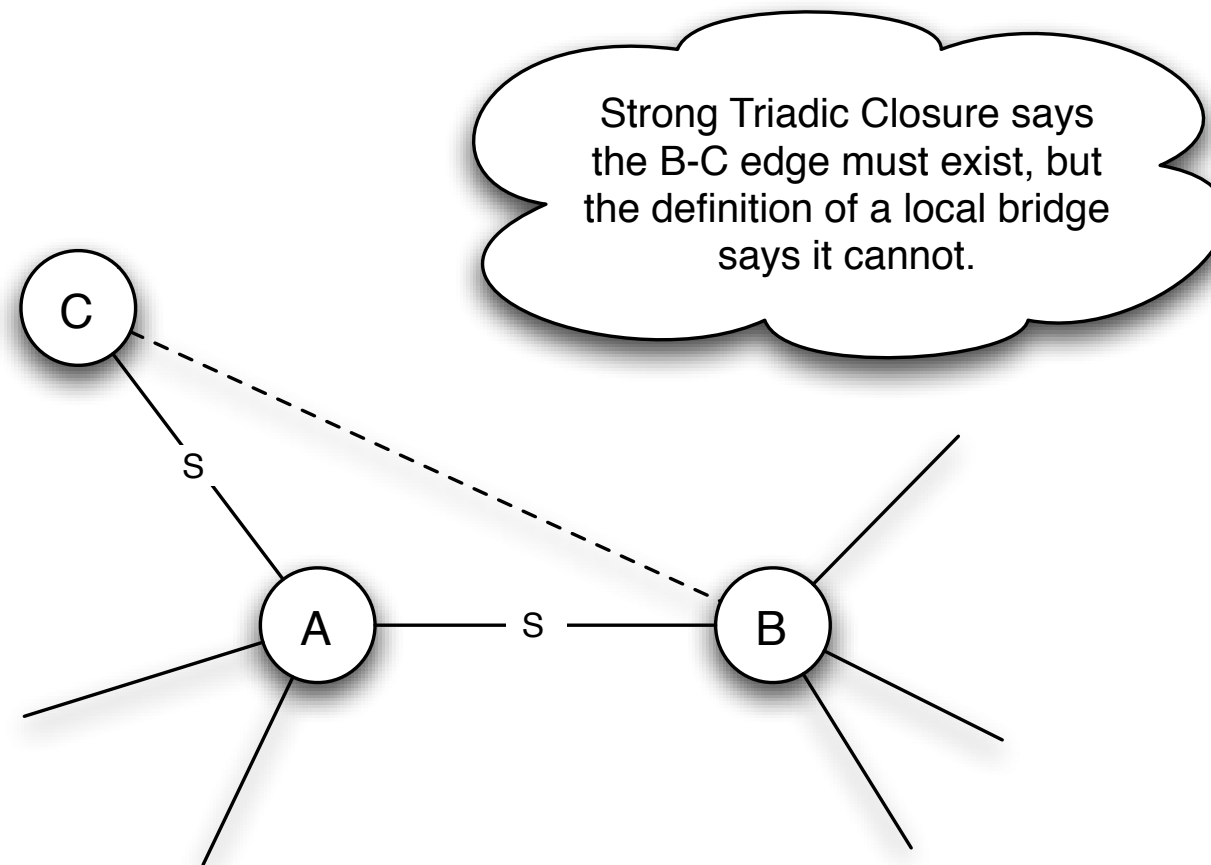 Strong Triadic Closure says
the B-C edge must exist, but
the definition of a local bridge
says it cannot.
C
S
A
S
B